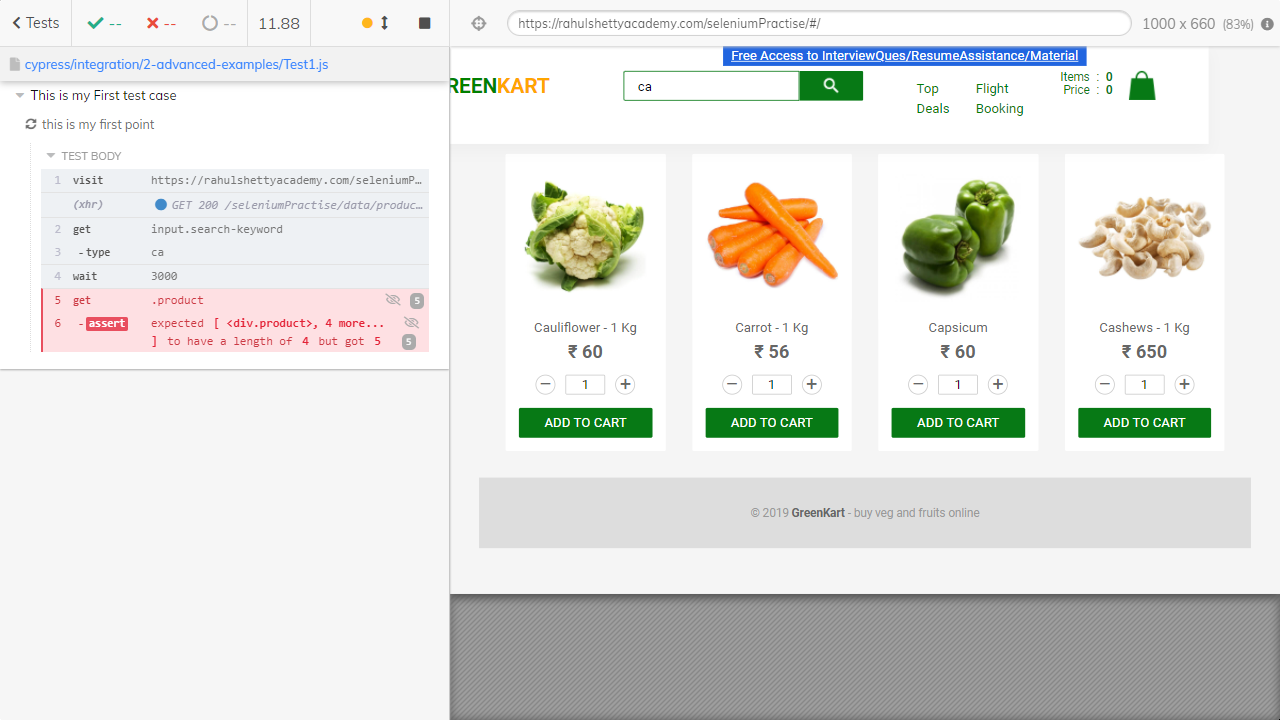 Tests
--
--
--
11.88
https://rahulshettyacademy.com/seleniumPractise/#/
1000 x 660 (83%)
cypress/integration/2-advanced-examples/Test1.js
This is my First test case
this is my first point
TEST BODY
1 visit https://rahulshettyacademy.com/seleniumP…
(xhr) GET 200 /seleniumPractise/data/produc…
2 get input.search-keyword
3 -type ca
4 wait 3000
5 get .product 5
6 -assert expected [ <div.product>, 4 more...
] to have a length of 4 but got 5 5
Free Access to InterviewQues/ResumeAssistance/Material
REENKART
ca
Top
Deals
Flight
Booking
Items : 0
Price : 0
Cauliflower - 1 Kg
₹ 60
− 1 +
ADD TO CART
Carrot - 1 Kg
₹ 56
− 1 +
ADD TO CART
Capsicum
₹ 60
− 1 +
ADD TO CART
Cashews - 1 Kg
₹ 650
− 1 +
ADD TO CART
© 2019 GreenKart - buy veg and fruits online